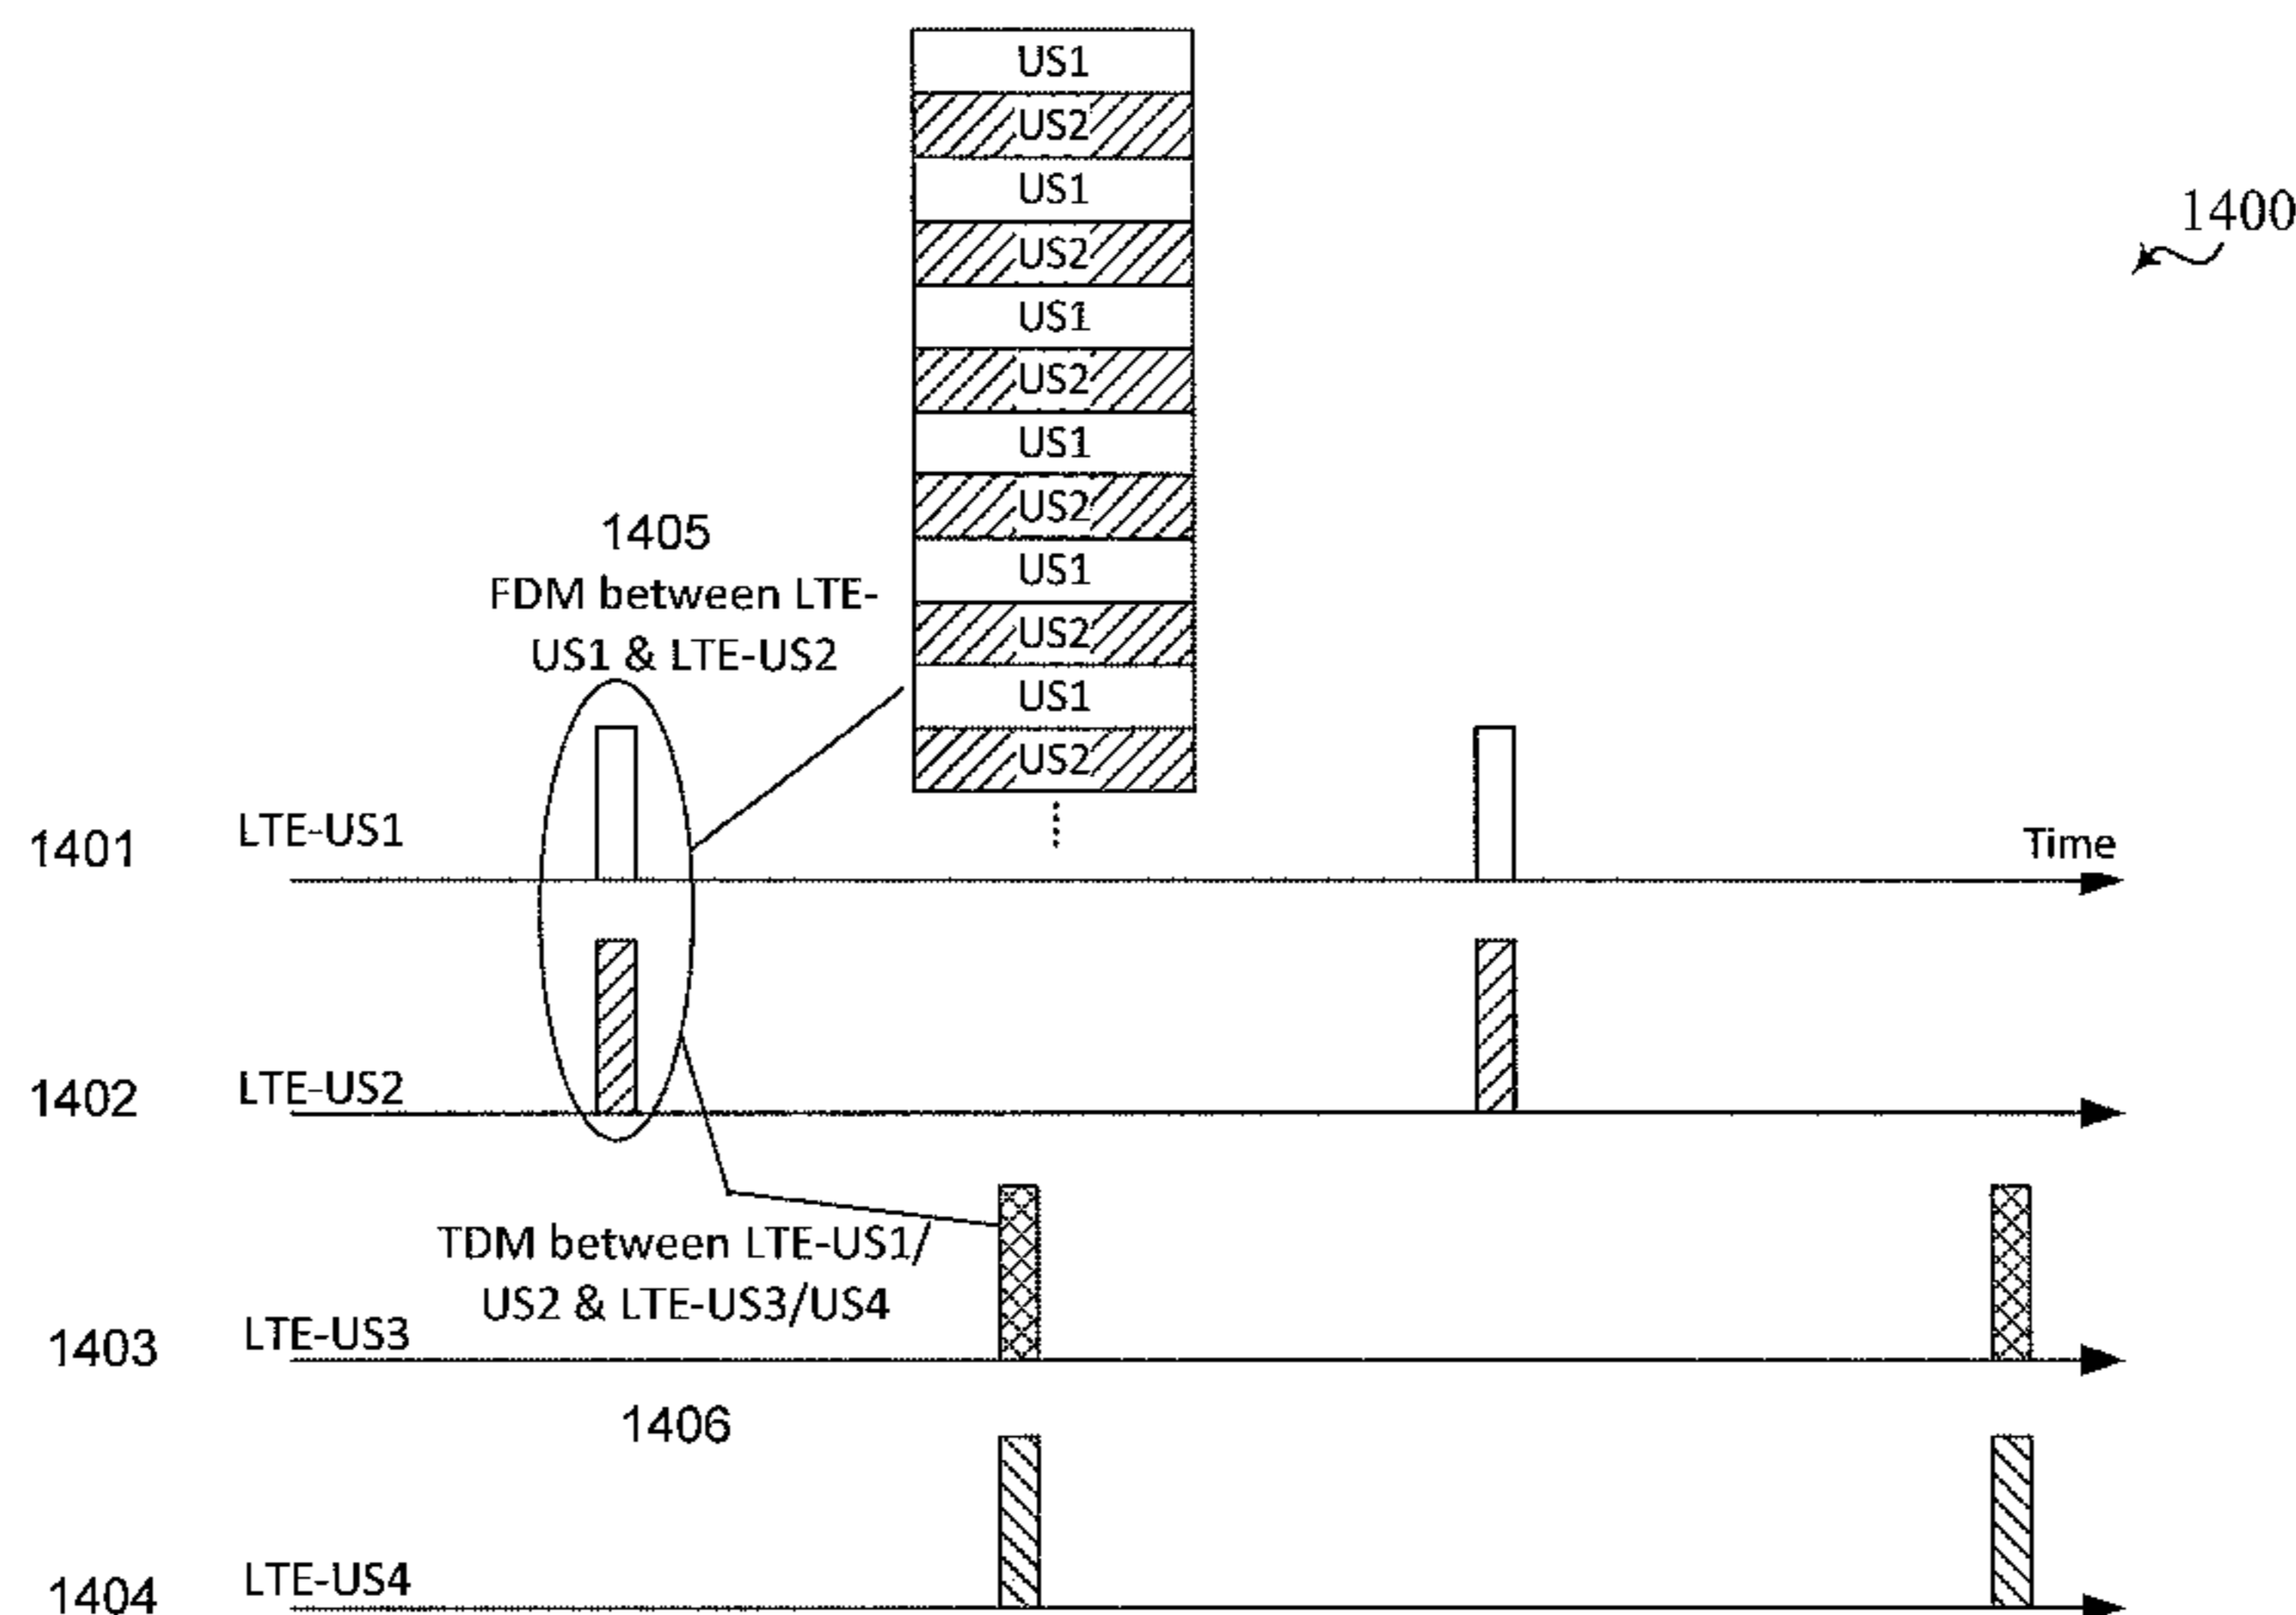 US1
US2
US1
1400
US2
US1
US2
US1
US2
1405
US1
FDM between LTE-
US2
US1 & LTE-US2
US1
US2
1401
LTE-US1
Time
1402
LTE-US2
TDM between LTE-US1/
US2 & LTE-US3/US4
1403
LTE-US3
1406
1404
LTE-US4